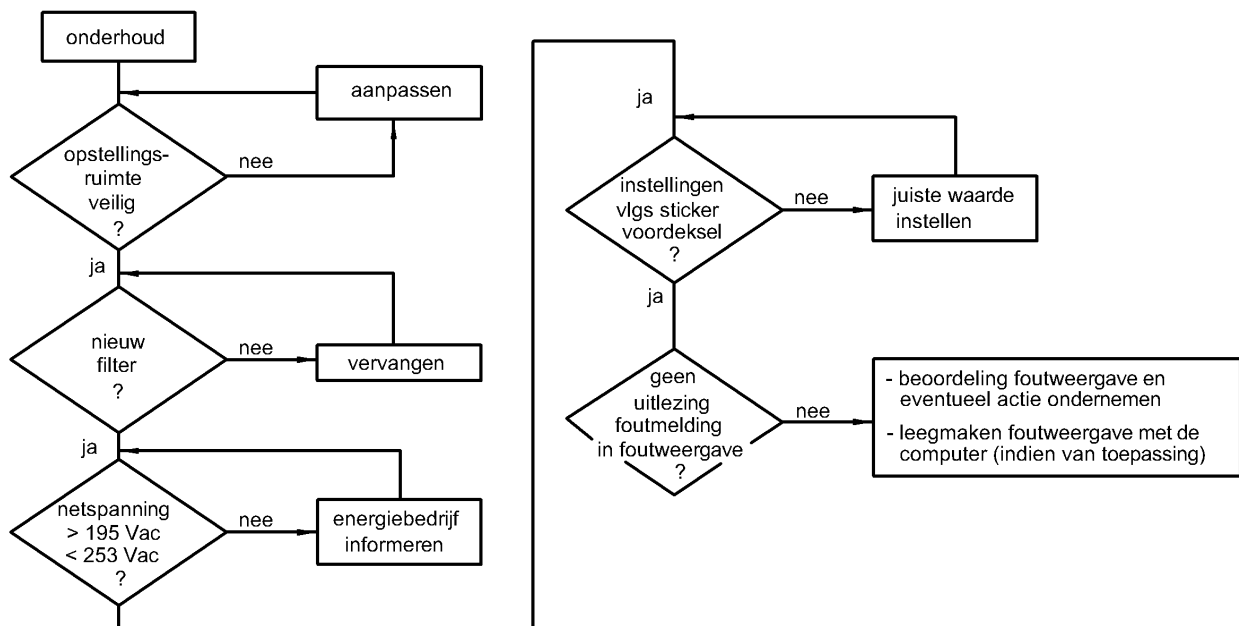 onderhoud
aanpassen
opstellings-
ruimte
veilig
?
nee
ja
nieuw
filter
?
nee
vervangen
ja
netspanning
> 195 Vac
< 253 Vac
?
nee
energiebedrijf
informeren
ja
instellingen
vlgs sticker
voordeksel
?
nee
juiste waarde
instellen
ja
geen
uitlezing
foutmelding
in foutweergave
?
nee
- beoordeling foutweergave en
eventueel actie ondernemen
- leegmaken foutweergave met de
computer (indien van toepassing)